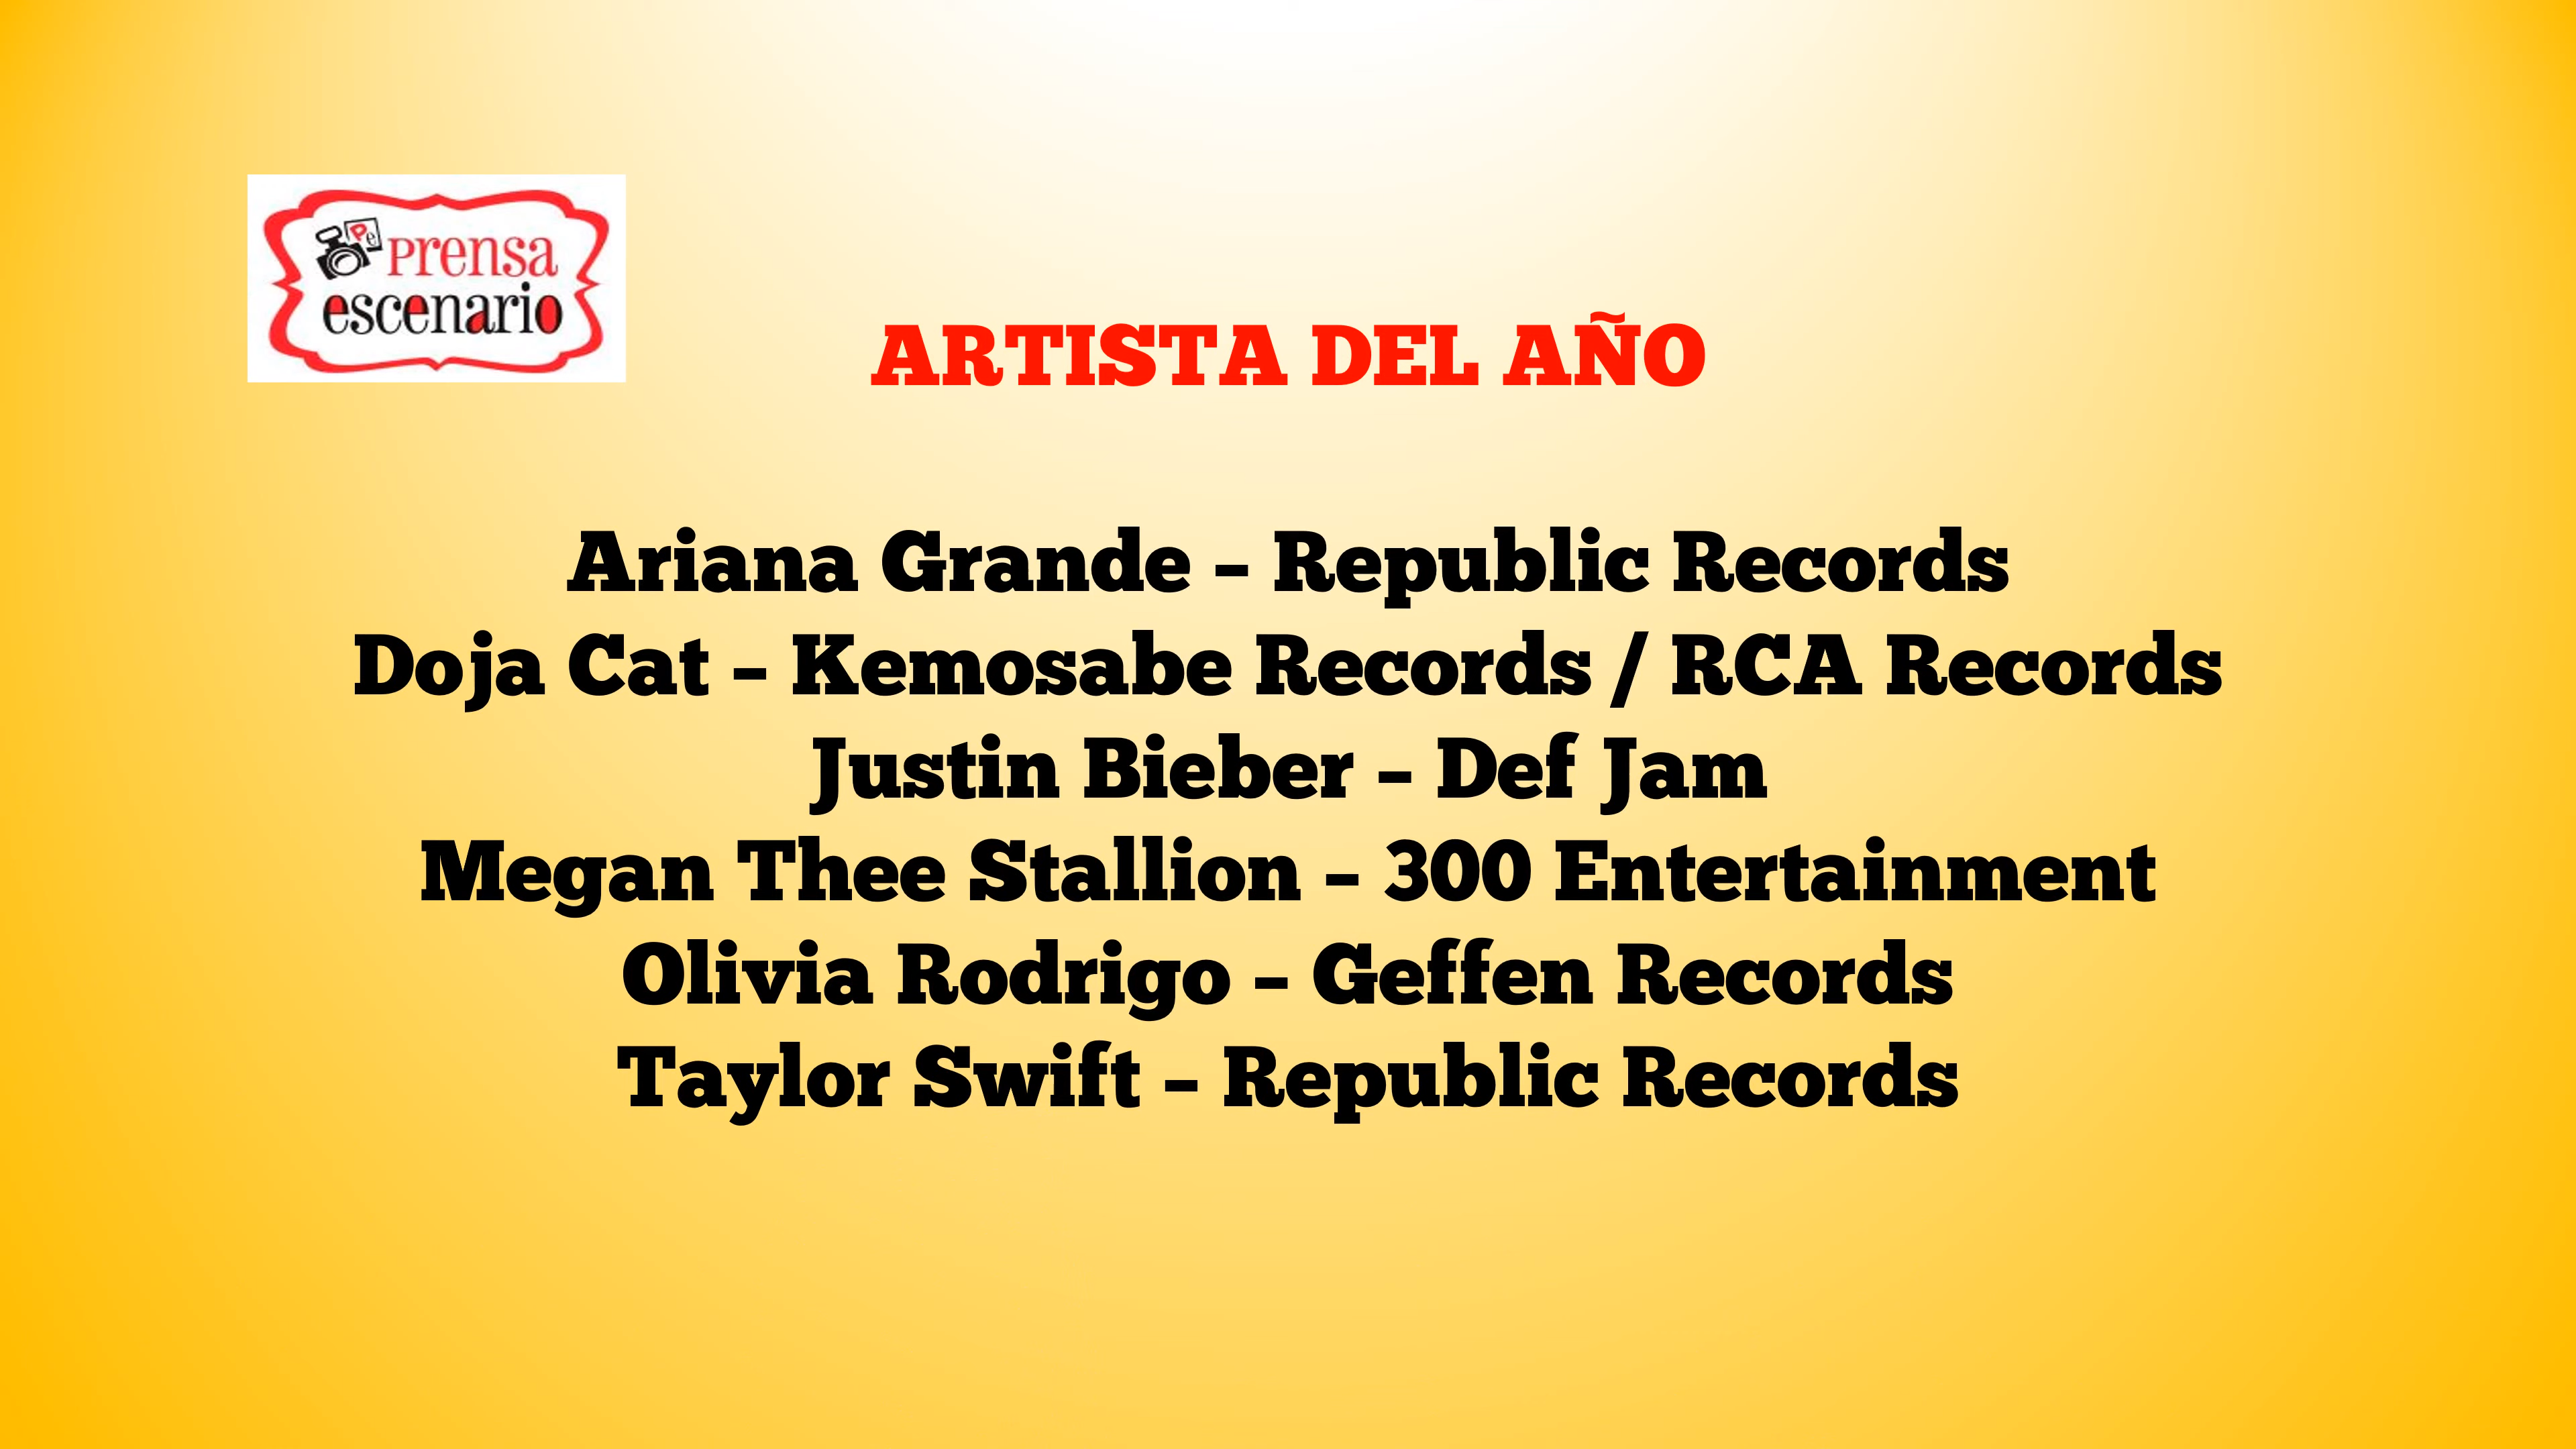 Pe prensa
escenario
ARTISTA DEL AÑO
Ariana Grande – Republic Records
Doja Cat – Kemosabe Records / RCA Records
Justin Bieber – Def Jam
Megan Thee Stallion – 300 Entertainment
Olivia Rodrigo – Geffen Records
Taylor Swift – Republic Records